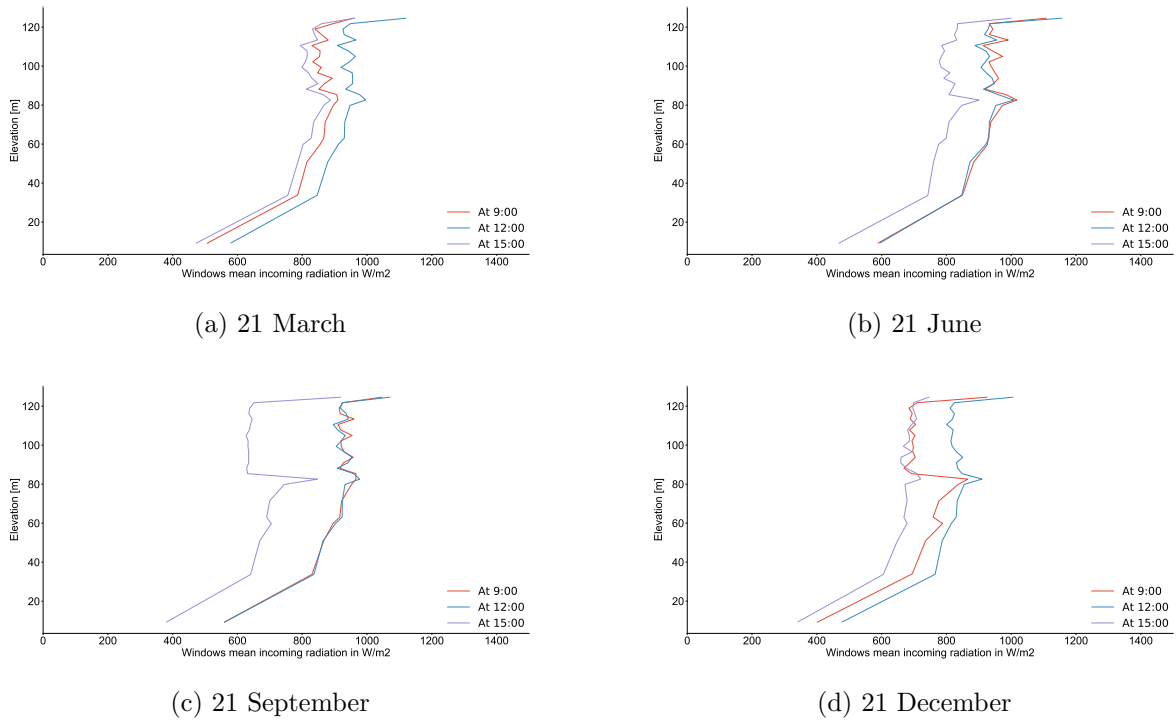 120
100
80
60
40
20
Elevation [m]
At 9:00
At 12:00
At 15:00
0 200 400 600 800 1000 1200 1400
Windows mean incoming radiation in W/m2
(a) 21 March
120
100
80
60
40
20
Elevation [m]
At 9:00
At 12:00
At 15:00
0 200 400 600 800 1000 1200 1400
Windows mean incoming radiation in W/m2
(b) 21 June
120
100
80
60
40
20
Elevation [m]
At 9:00
At 12:00
At 15:00
0 200 400 600 800 1000 1200 1400
Windows mean incoming radiation in W/m2
(c) 21 September
120
100
80
60
40
20
Elevation [m]
At 9:00
At 12:00
At 15:00
0 200 400 600 800 1000 1200 1400
Windows mean incoming radiation in W/m2
(d) 21 December